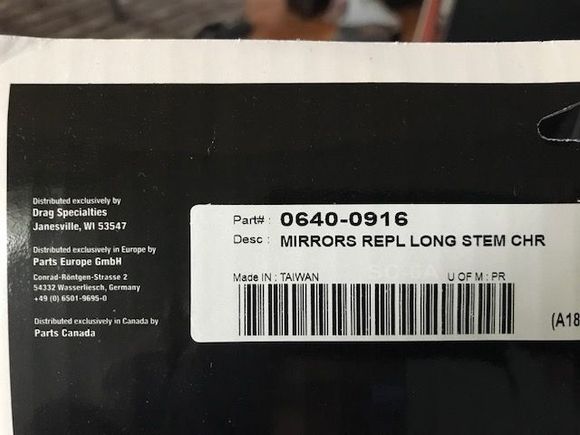 Distributed exclusively by
Drag Specialties
Janesville, WI 53547
Distributed exclusively in Europe by
Parts Europe GmbH
Conrad-Röntgen-Strasse 2
54332 Wasserliesch, Germany
+49 (0) 6501-9695-0
Distributed exclusively in Canada by
Parts Canada
Part# : 0640-0916
Desc : MIRRORS REPL LONG STEM CHR
Made IN : TAIWAN U OF M : PR
(A18